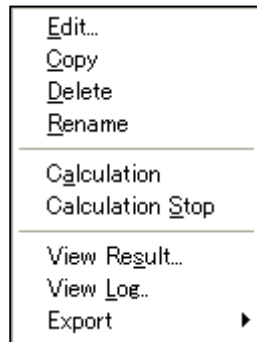 Edit...
Copy
Delete
Rename
Calculation
Calculation Stop
View Result...
View Log..
Export